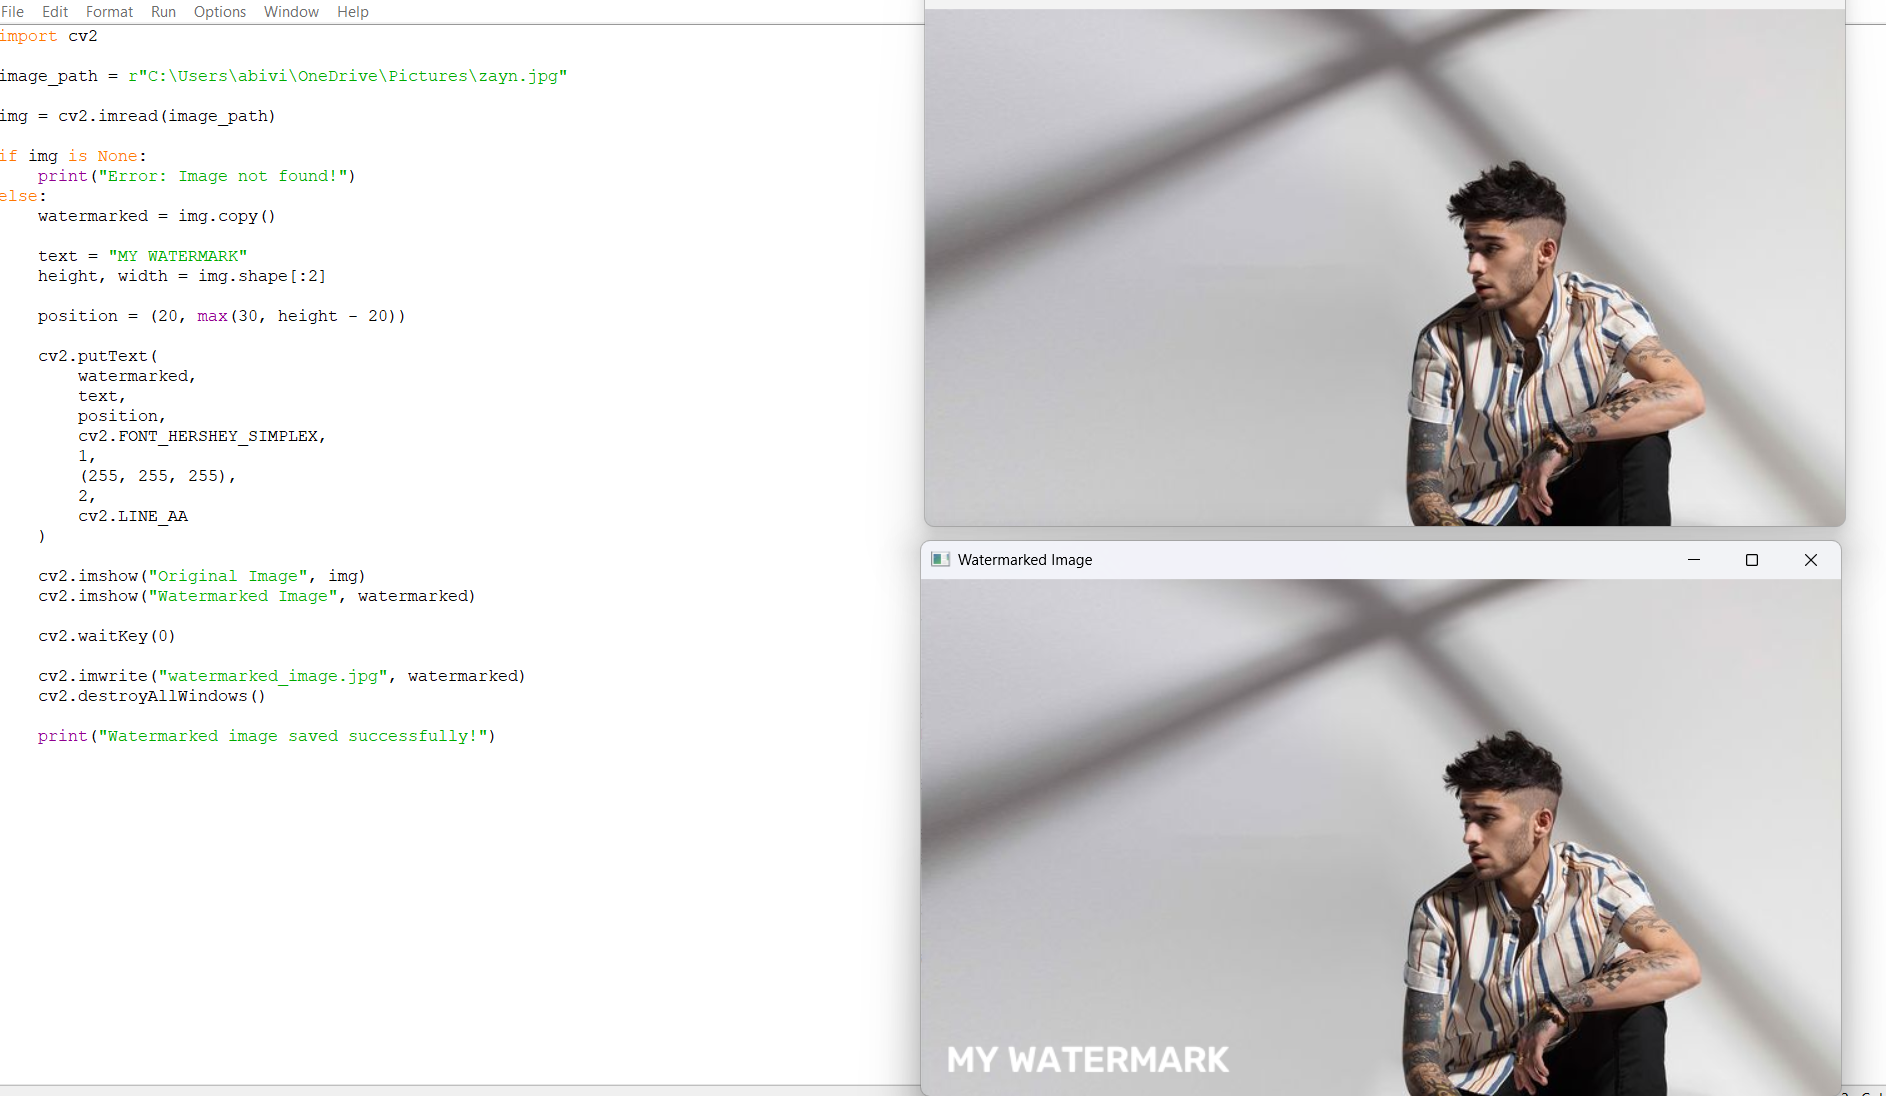 File Edit Format Run Options Window Help
import cv2
image_path = r"C:\Users\abivi\OneDrive\Pictures\zayn.jpg"
img = cv2.imread(image_path)
if img is None:
    print("Error: Image not found!")
else:
    watermarked = img.copy()
    text = "MY WATERMARK"
    height, width = img.shape[:2]
    position = (20, max(30, height - 20))
    cv2.putText(
        watermarked,
        text,
        position,
        cv2.FONT_HERSHEY_SIMPLEX,
        1,
        (255, 255, 255),
        2,
        cv2.LINE_AA
    )
    cv2.imshow("Original Image", img)
    cv2.imshow("Watermarked Image", watermarked)
    cv2.waitKey(0)
    cv2.imwrite("watermarked_image.jpg", watermarked)
    cv2.destroyAllWindows()
    print("Watermarked image saved successfully!")
Watermarked Image
MY WATERMARK